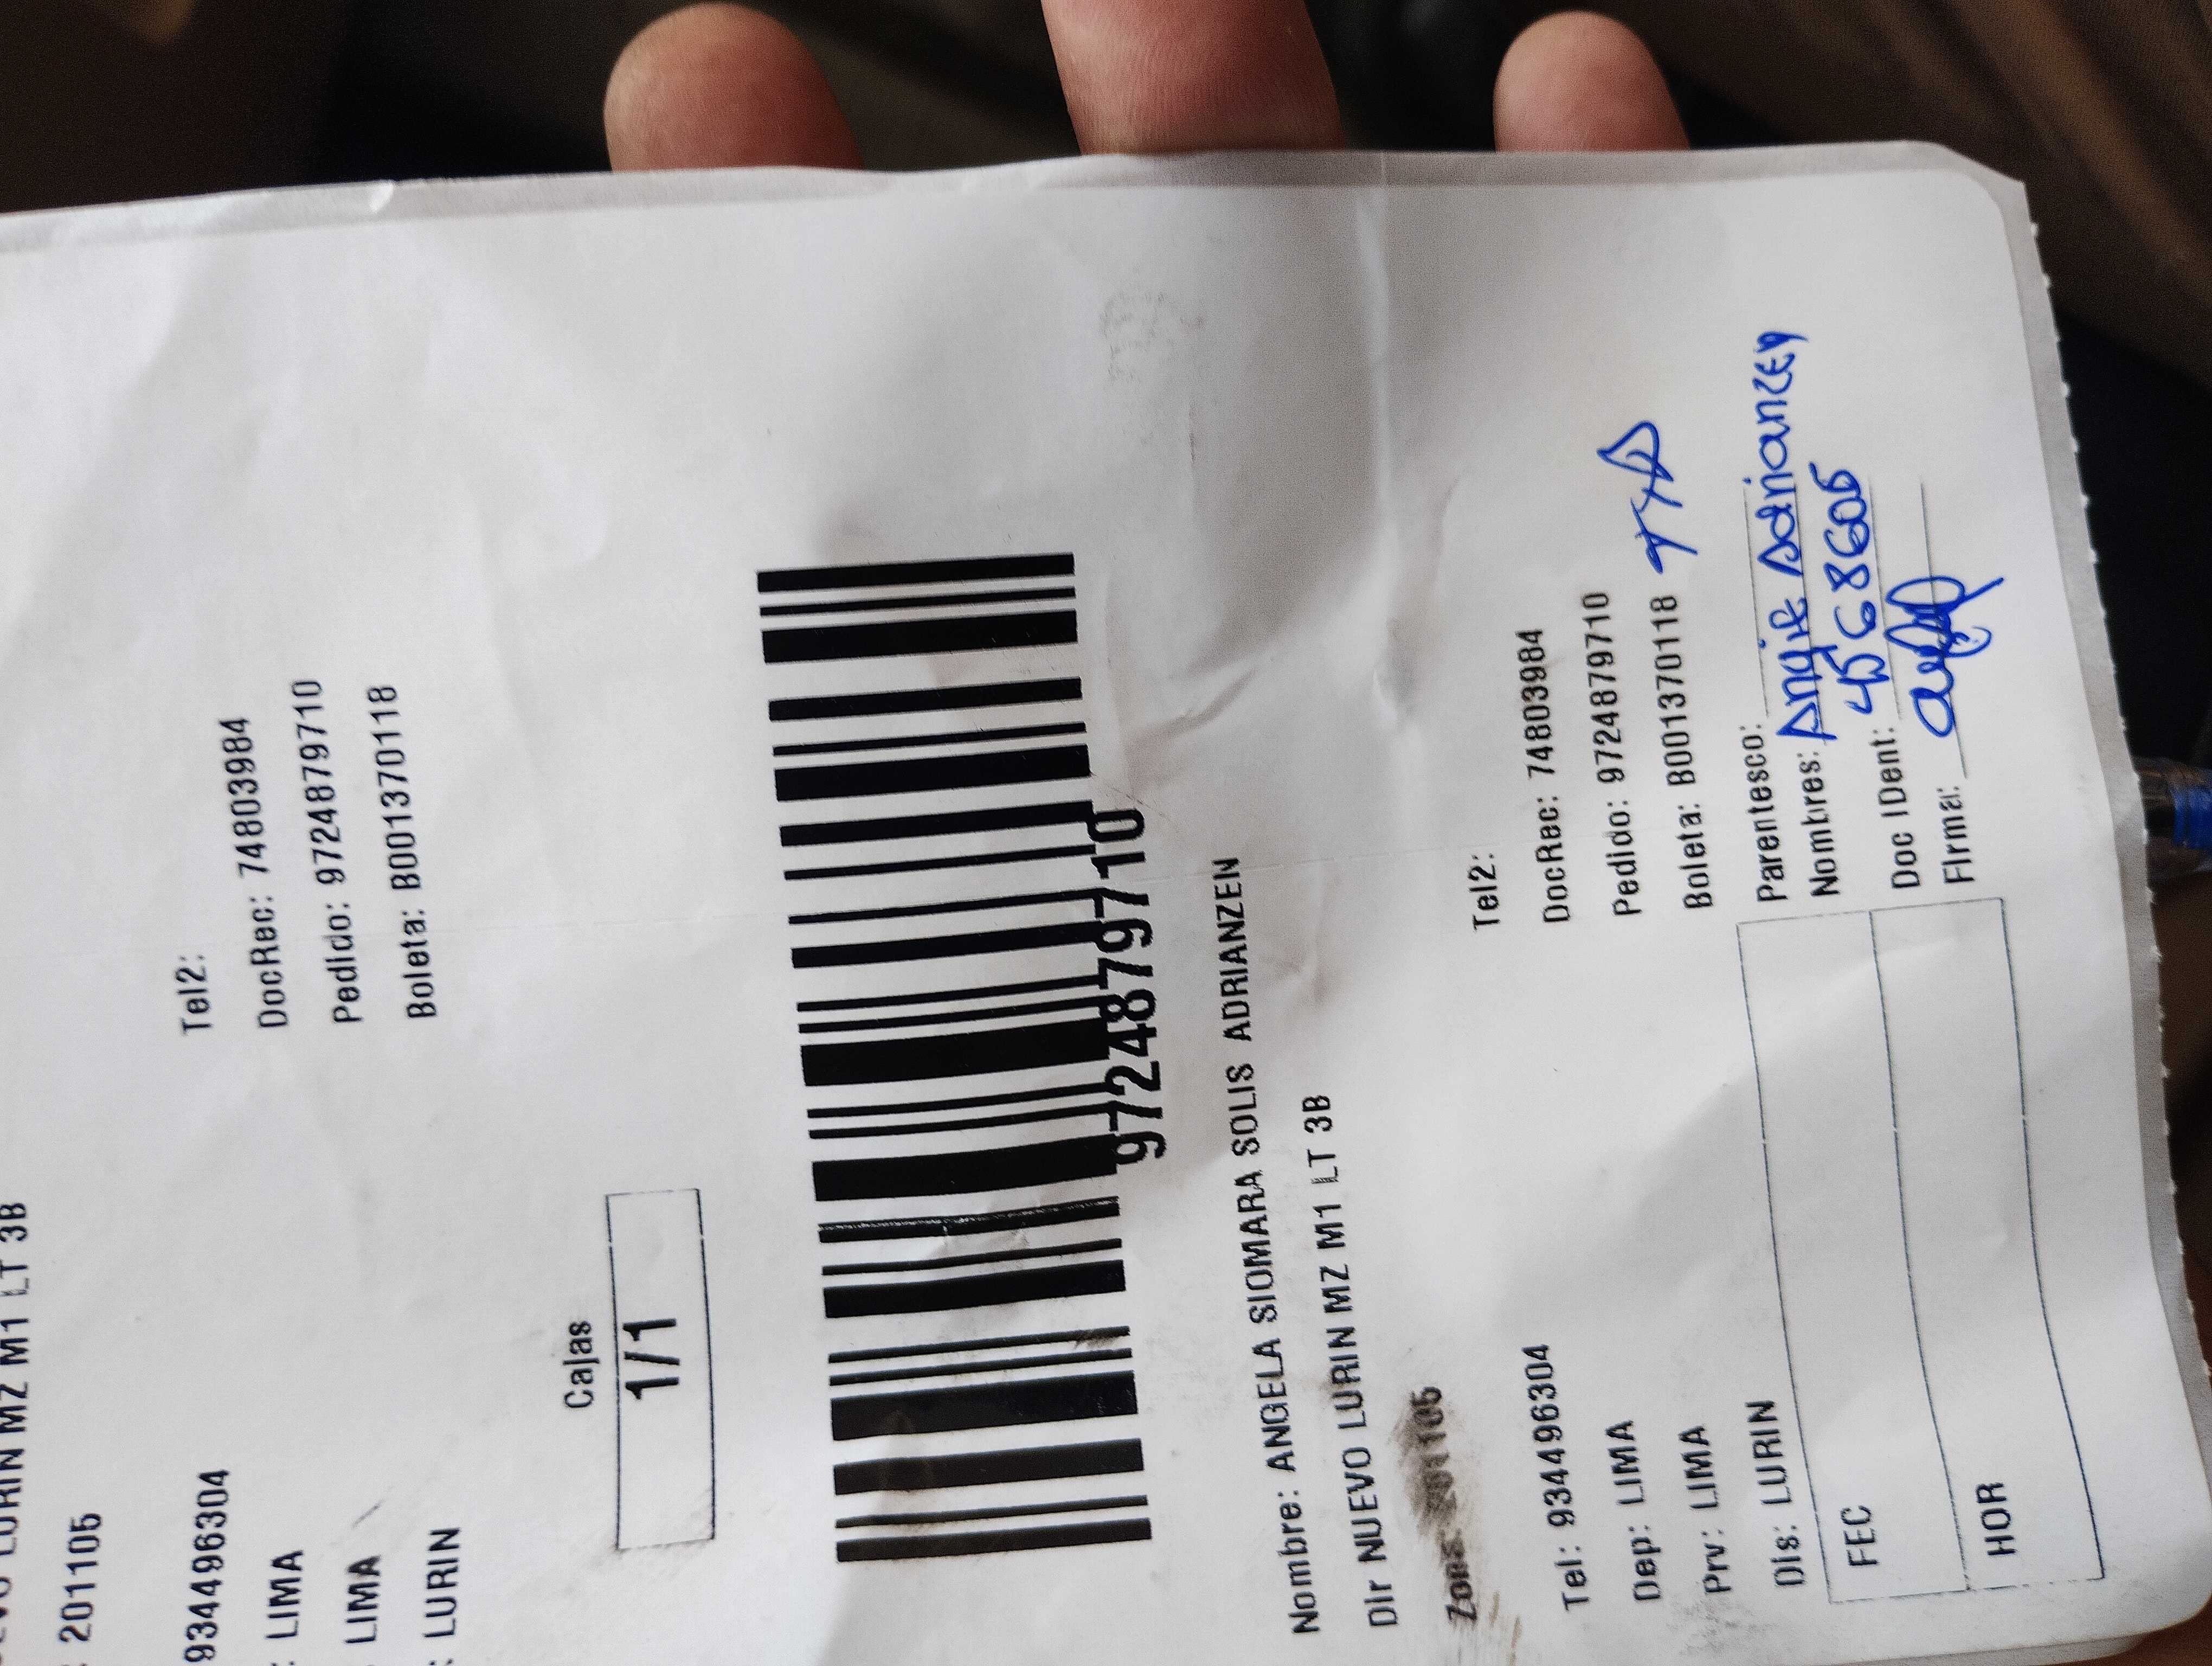 LURIN MZ M1 LT 3B
: 201105
934496304
: LIMA
: LIMA
: LURIN
Tel2:
DocRec: 74803984
Pedido: 9724879710
Boleta: B001370118
Cajas
1/1
9724879710
Nombre: ANGELA SIOMARA SOLIS ADRIANZEN
Dir NUEVO LURIN MZ M1 LT 3B
Zona: 201105
Tel: 934496304
Dep: LIMA
Prv: LIMA
Dis: LURIN
Tel2:
DocRec: 74803984
Pedido: 9724879710
Boleta: B001370118
FEC
HOR
Parentesco:
Nombres: Angie Adrianzen
Doc IDent: 45688605
Firma: